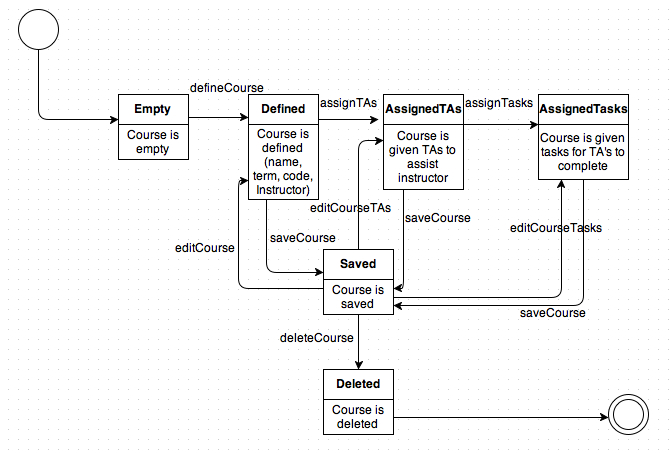 defineCourse
Empty
Course is
empty
Defined
Course is
defined
(name,
term, code,
Instructor)
assignTAs
AssignedTAs
Course is
given TAs to
assist
instructor
assignTasks
AssignedTasks
Course is given
tasks for TA's to
complete
editCourseTAs
saveCourse
editCourseTasks
editCourse
saveCourse
Saved
Course is
saved
saveCourse
deleteCourse
Deleted
Course is
deleted